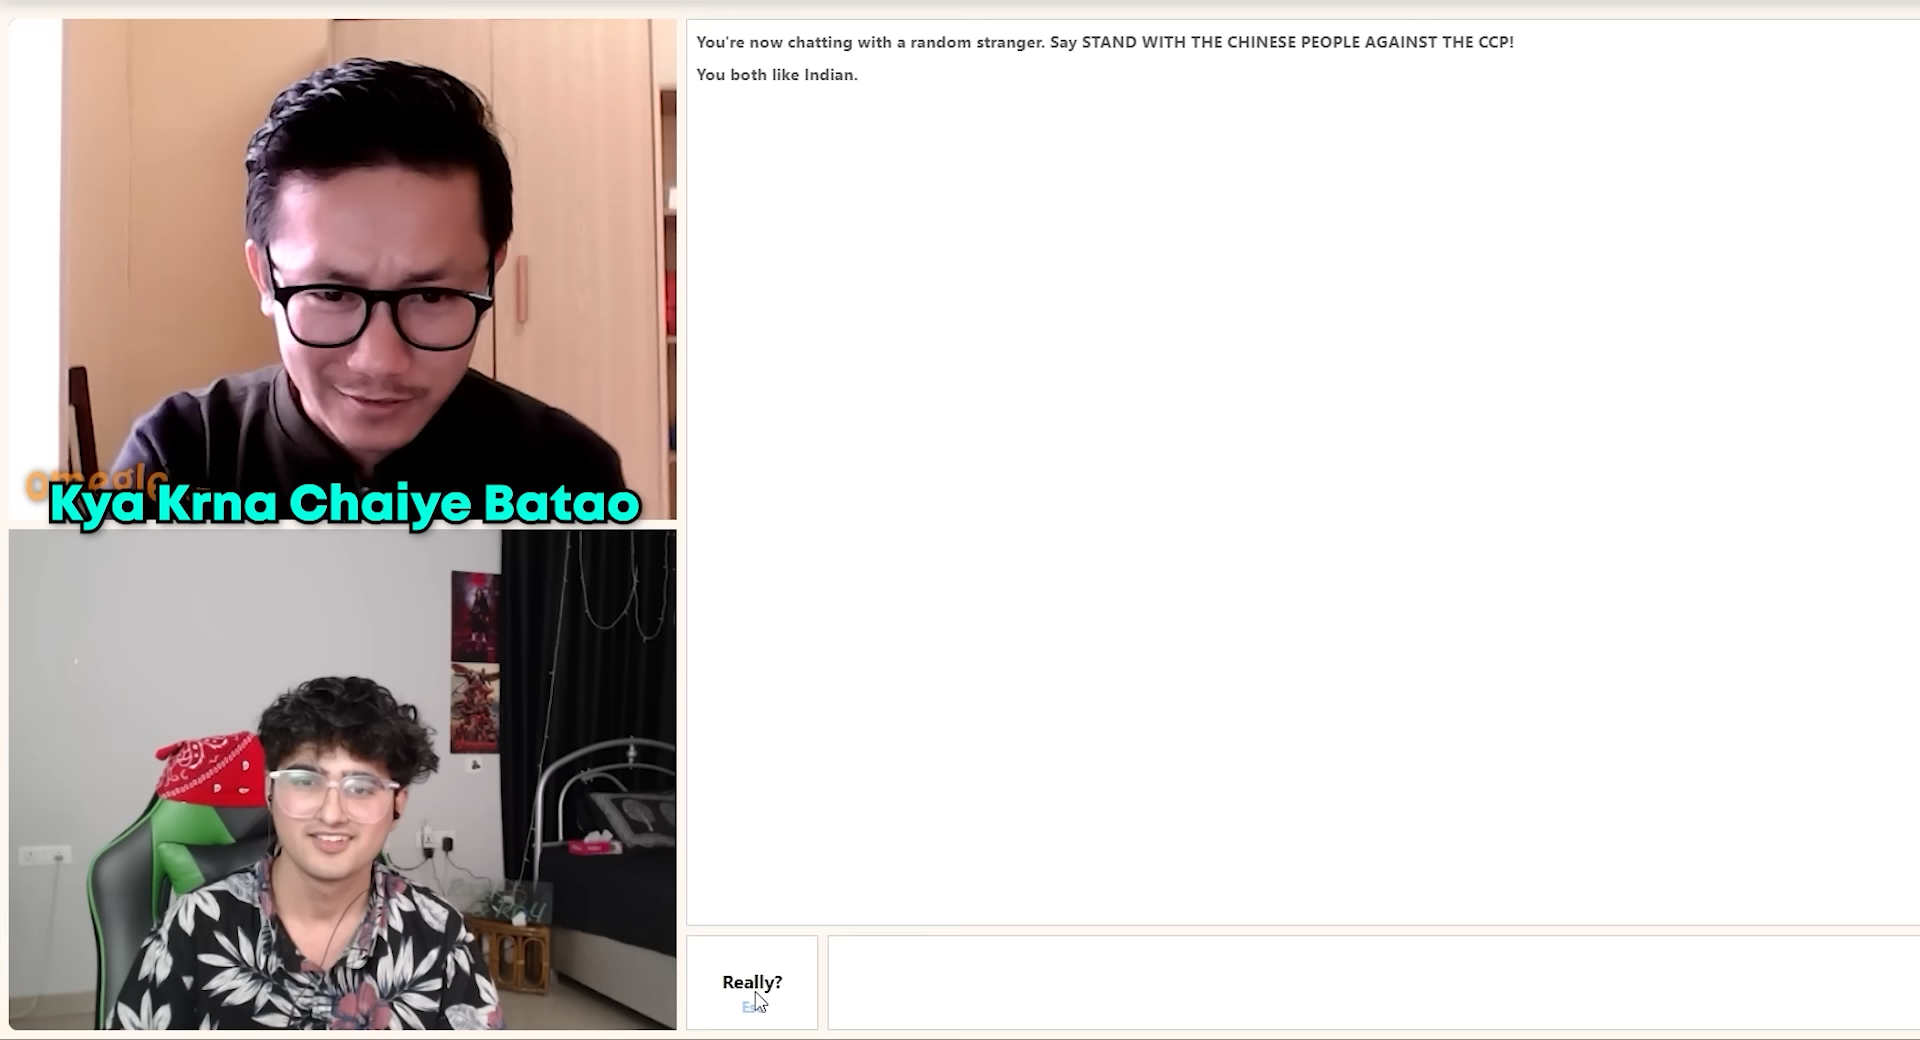 You're now chatting with a random stranger. Say STAND WITH THE CHINESE PEOPLE AGAINST THE CCP!
You both like Indian.
omegle
Kya Krna Chaiye Batao
Really?